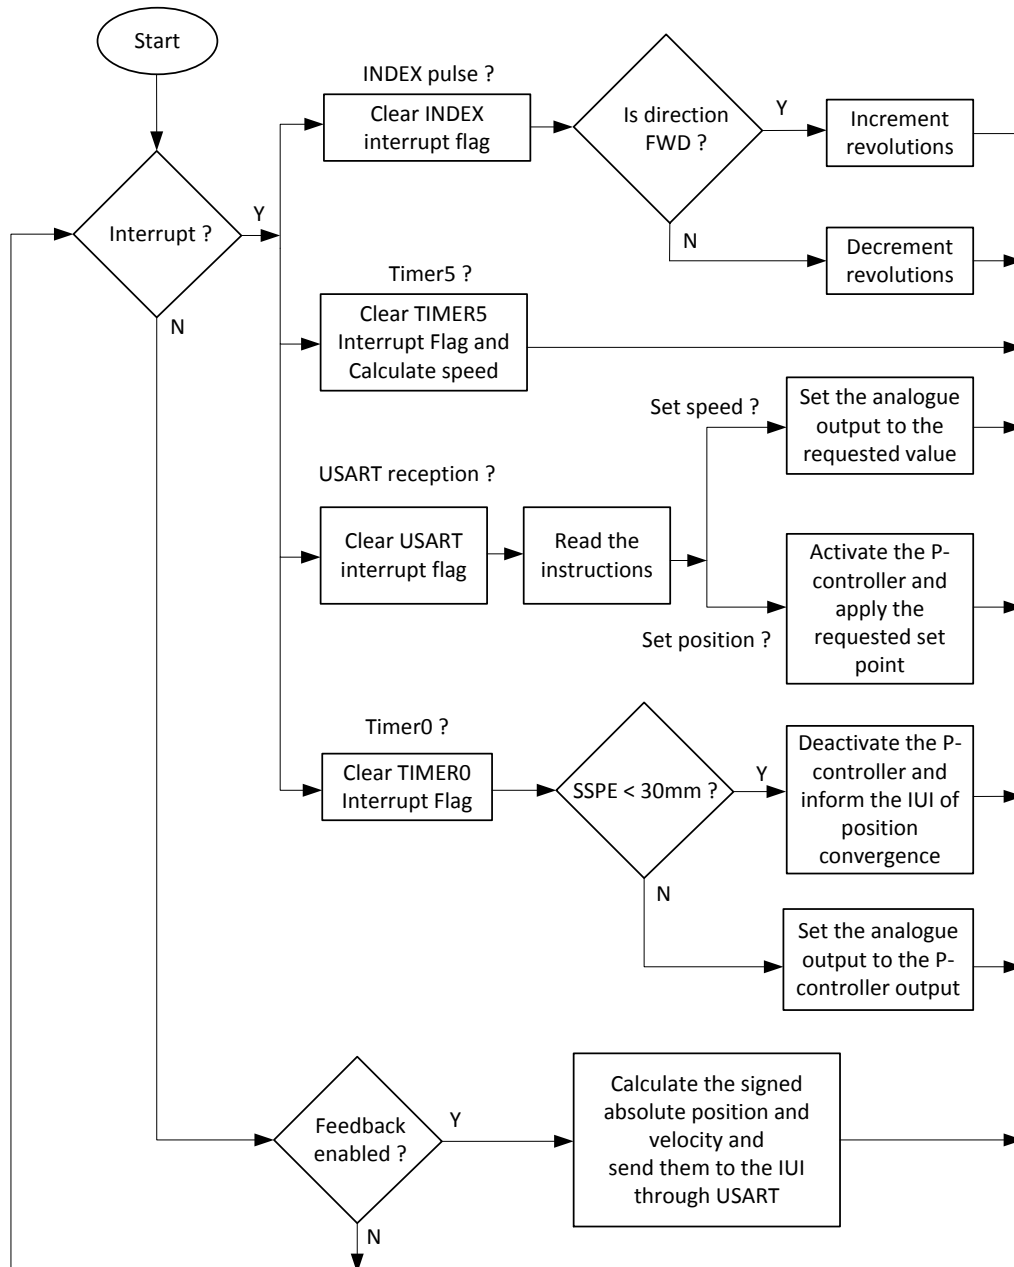 Start
INDEX pulse ?
Clear INDEX
interrupt flag
Is direction
FWD ?
Y
Increment
revolutions
Interrupt ?
Y
N
Decrement
revolutions
N
Timer5 ?
Clear TIMER5
Interrupt Flag and
Calculate speed
Set speed ?
Set the analogue
output to the
requested value
USART reception ?
Clear USART
interrupt flag
Read the
instructions
Activate the P-
controller and
apply the
requested set
point
Set position ?
Timer0 ?
Clear TIMER0
Interrupt Flag
SSPE < 30mm ?
Y
Deactivate the P-
controller and
inform the IUI of
position
convergence
N
Set the analogue
output to the P-
controller output
Feedback
enabled ?
Y
Calculate the signed
absolute position and
velocity and
send them to the IUI
through USART
N